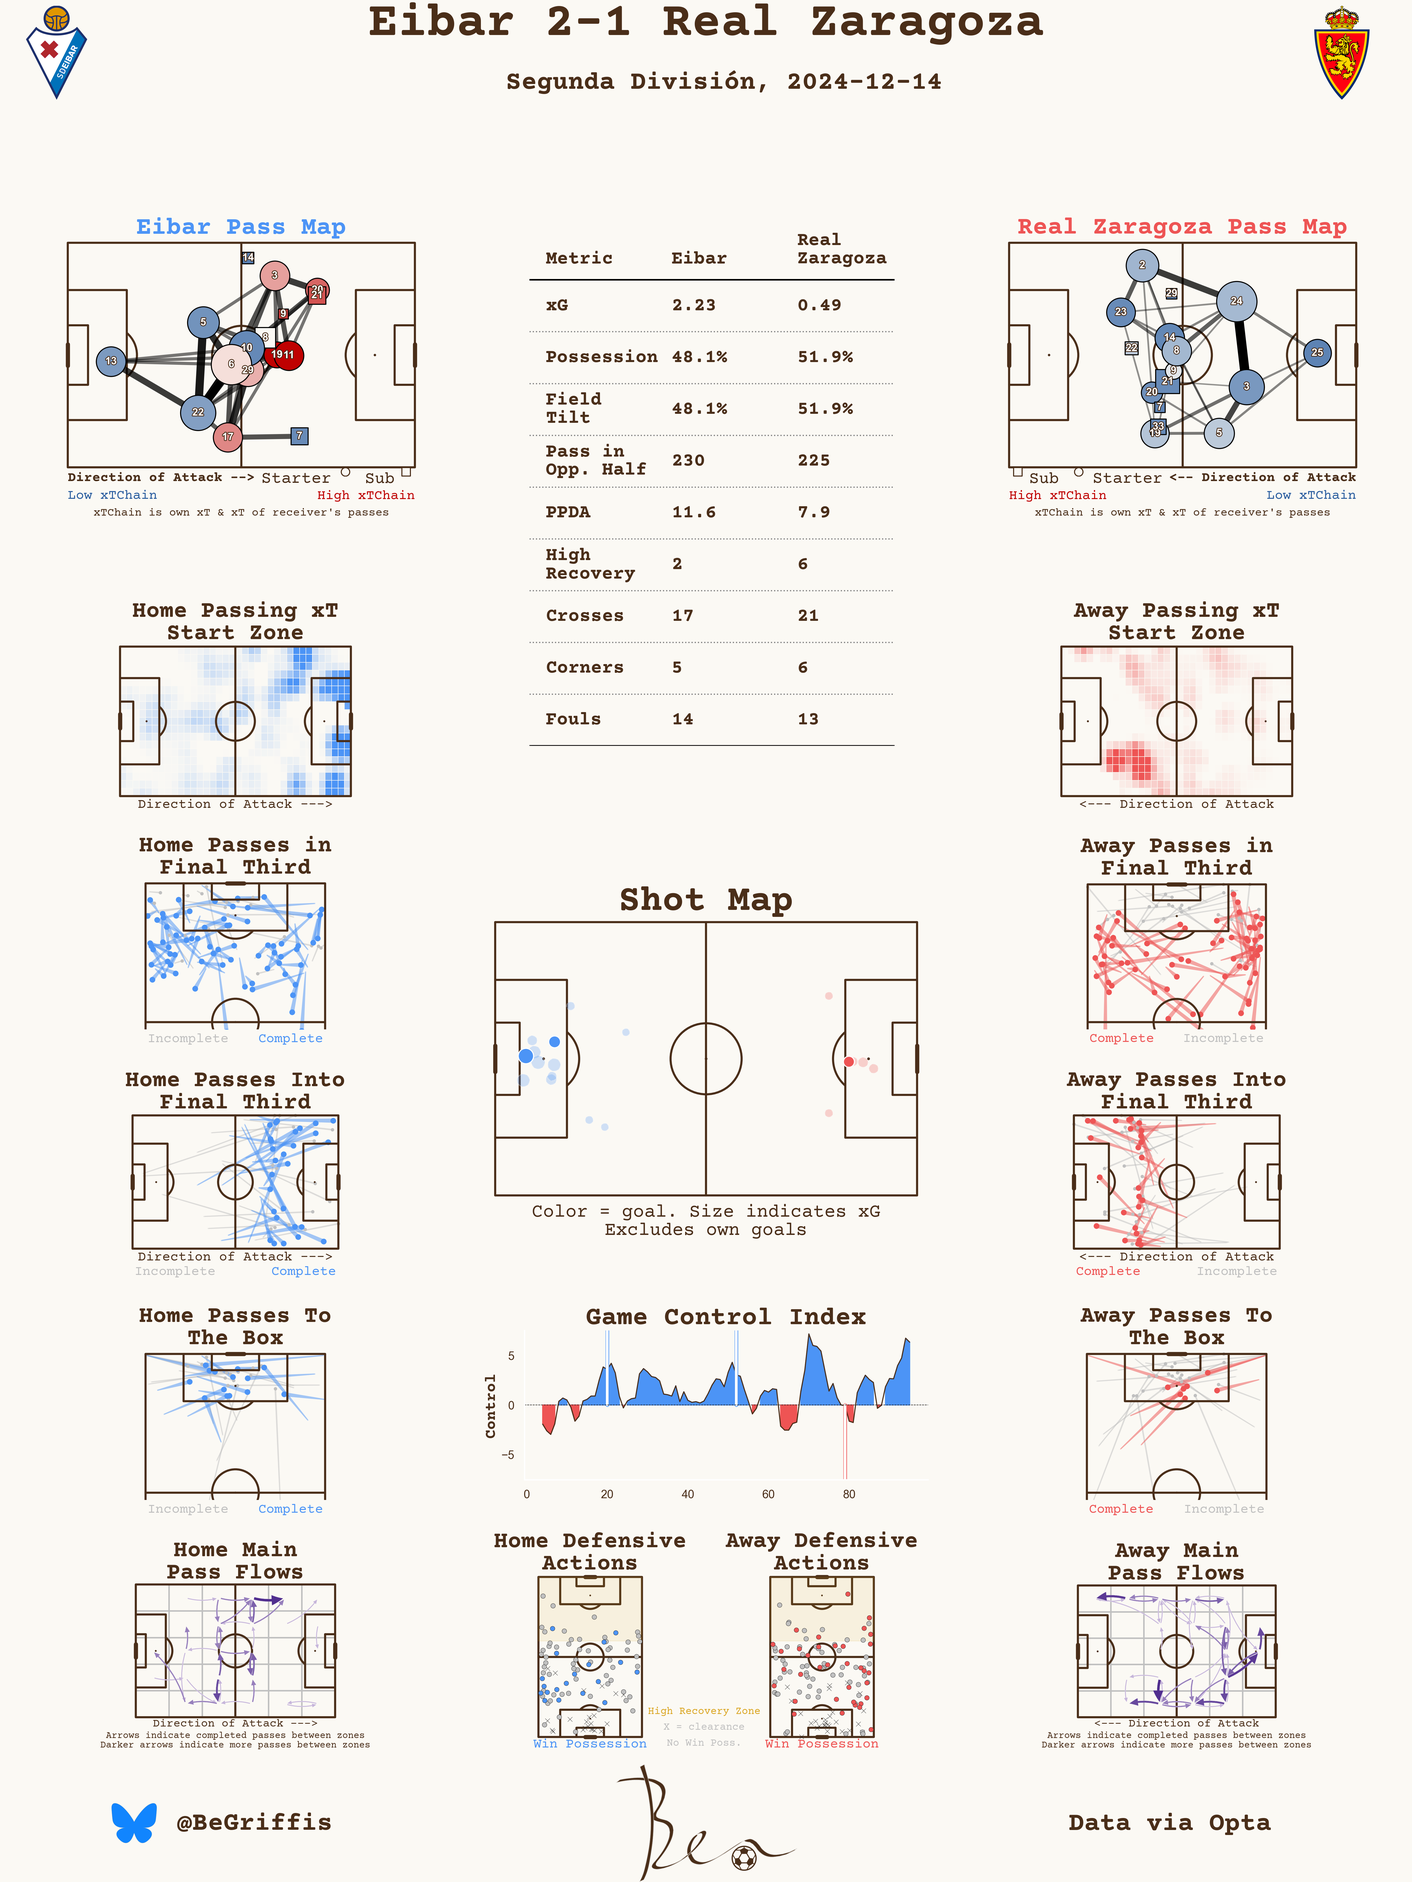 Eibar 2-1 Real Zaragoza
Segunda División, 2024-12-14
SDEIBAR
Eibar Pass Map
14
3
20
21
9
5
8
10
13
6
19
11
29
22
17
7
Direction of Attack --> Starter Sub
Low xTChain High xTChain
xTChain is own xT & xT of receiver's passes
Metric Eibar Real Zaragoza
xG 2.23 0.49
Possession 48.1% 51.9%
Field Tilt 48.1% 51.9%
Pass in Opp. Half 230 225
PPDA 11.6 7.9
High Recovery 2 6
Crosses 17 21
Corners 5 6
Fouls 14 13
Real Zaragoza Pass Map
2
29
24
23
14
22
8
25
9
21
3
20
7
33
19
5
Sub Starter <-- Direction of Attack
High xTChain Low xTChain
xTChain is own xT & xT of receiver's passes
Home Passing xT
Start Zone
Direction of Attack --->
Away Passing xT
Start Zone
<--- Direction of Attack
Home Passes in
Final Third
Incomplete Complete
Away Passes in
Final Third
Complete Incomplete
Shot Map
Color = goal. Size indicates xG
Excludes own goals
Home Passes Into
Final Third
Direction of Attack --->
Incomplete Complete
Away Passes Into
Final Third
<--- Direction of Attack
Complete Incomplete
Home Passes To
The Box
Incomplete Complete
Game Control Index
Control
5
0
−5
0 20 40 60 80
Away Passes To
The Box
Complete Incomplete
Home Main
Pass Flows
Direction of Attack --->
Arrows indicate completed passes between zones
Darker arrows indicate more passes between zones
Home Defensive
Actions
Win Possession
High Recovery Zone
X = clearance
No Win Poss.
Away Defensive
Actions
Win Possession
Away Main
Pass Flows
<--- Direction of Attack
Arrows indicate completed passes between zones
Darker arrows indicate more passes between zones
@BeGriffis
Ben
Data via Opta